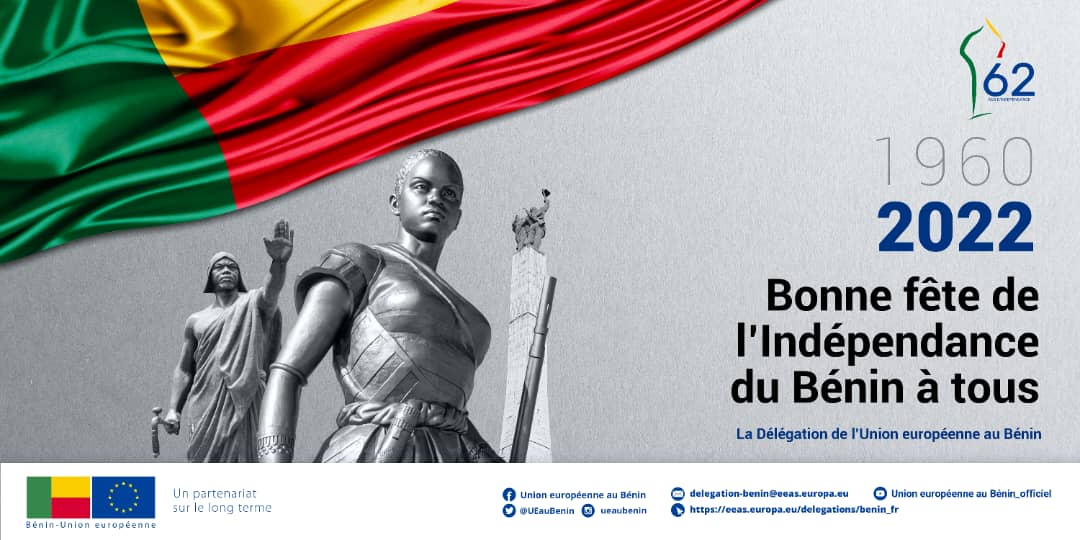 62
ANS D'INDÉPENDANCE
1960
2022
Bonne fête de
l'Indépendance
du Bénin à tous
La Délégation de l'Union européenne au Bénin
Bénin-Union européenne
Un partenariat
sur le long terme
Union européenne au Bénin
@UEauBenin
ueaubenin
delegation-benin@eeas.europa.eu
Union européenne au Bénin_officiel
https://eeas.europa.eu/delegations/benin_fr